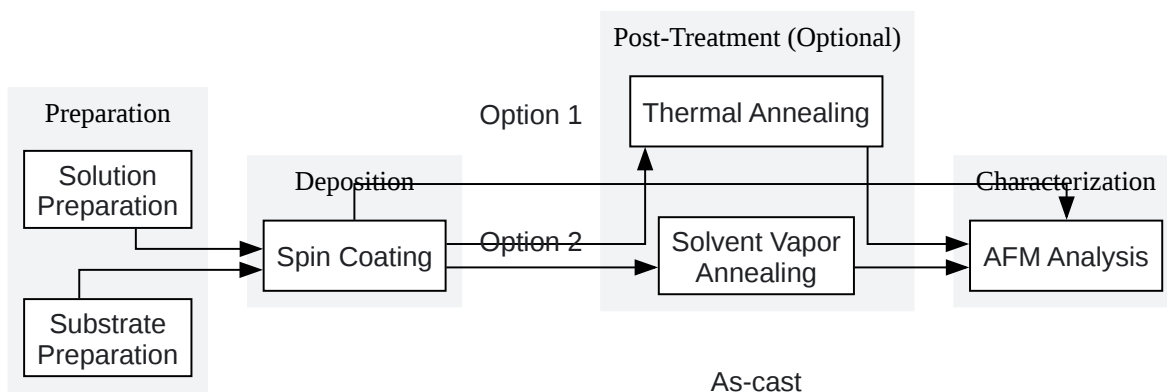 Preparation
Solution
Preparation
Substrate
Preparation
Deposition
Spin Coating
Option 1
Option 2
Post-Treatment (Optional)
Thermal Annealing
Solvent Vapor
Annealing
As-cast
Characterization
AFM Analysis